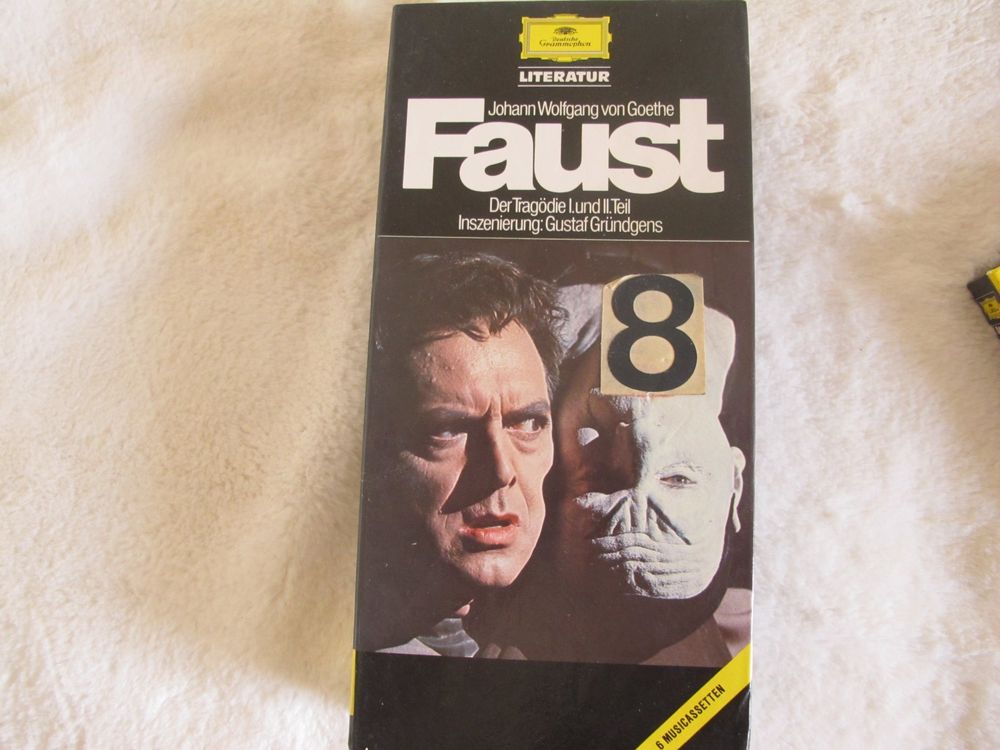 Deutsche
Grammophon
LITERATUR
Johann Wolfgang von Goethe
Faust
Der Tragödie I. und II. Teil
Inszenierung: Gustaf Gründgens
8
6 MUSICASSETTEN